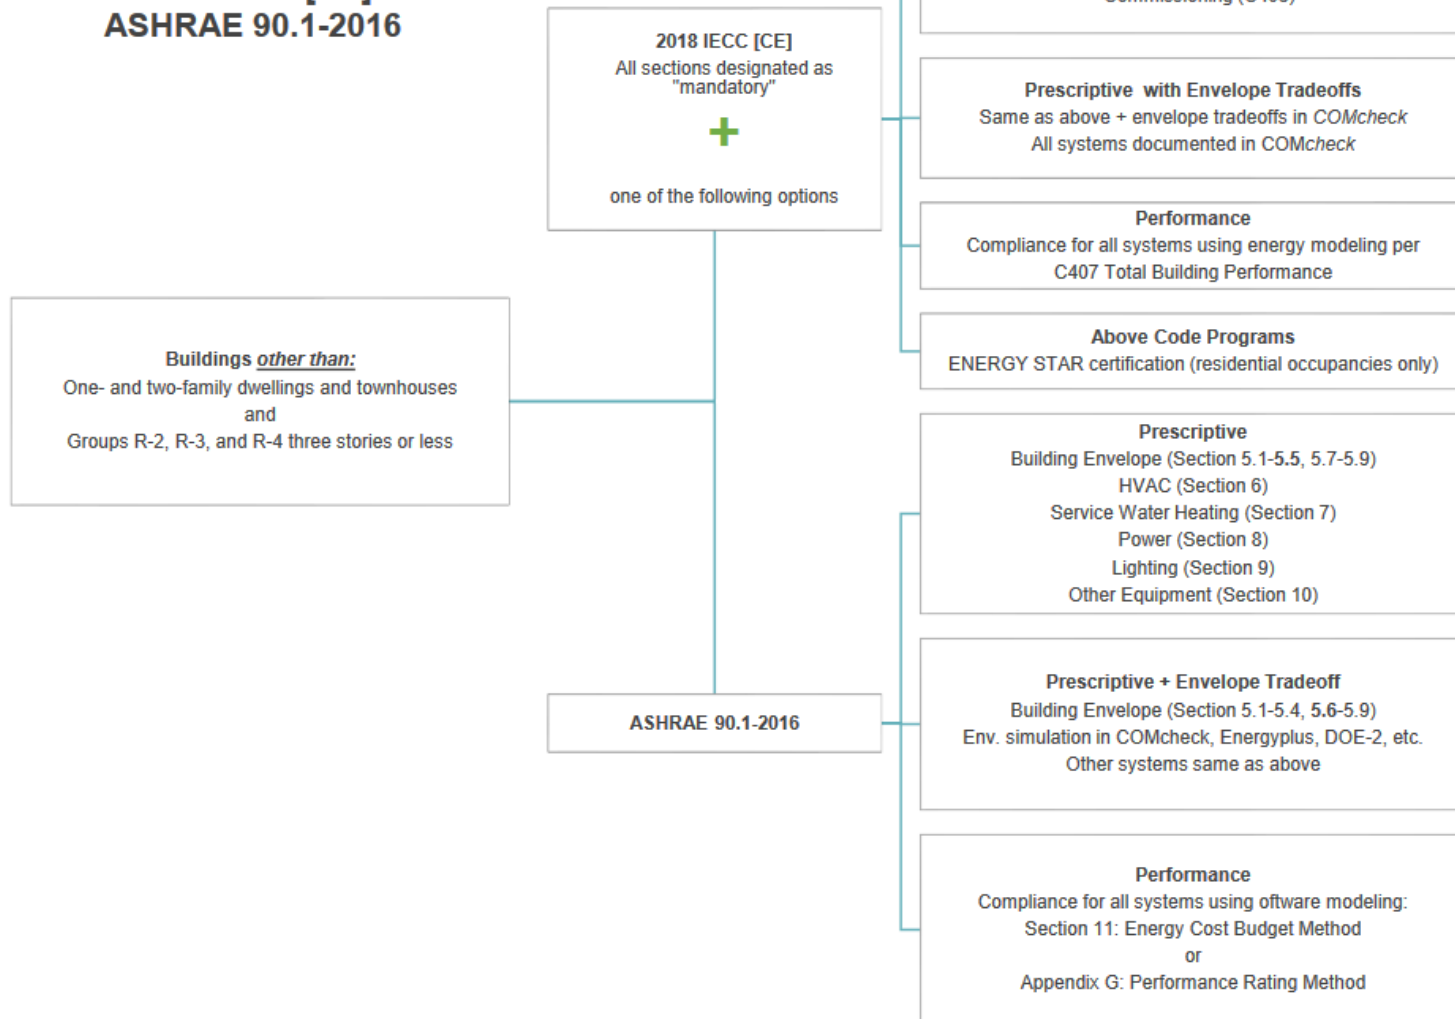 ASHRAE 90.1-2016
2018 IECC [CE]
All sections designated as
"mandatory"
+
one of the following options
Prescriptive with Envelope Tradeoffs
Same as above + envelope tradeoffs in COMcheck
All systems documented in COMcheck
Performance
Compliance for all systems using energy modeling per
C407 Total Building Performance
Above Code Programs
ENERGY STAR certification (residential occupancies only)
Buildings other than:
One- and two-family dwellings and townhouses
and
Groups R-2, R-3, and R-4 three stories or less
Prescriptive
Building Envelope (Section 5.1-5.5, 5.7-5.9)
HVAC (Section 6)
Service Water Heating (Section 7)
Power (Section 8)
Lighting (Section 9)
Other Equipment (Section 10)
ASHRAE 90.1-2016
Prescriptive + Envelope Tradeoff
Building Envelope (Section 5.1-5.4, 5.6-5.9)
Env. simulation in COMcheck, Energyplus, DOE-2, etc.
Other systems same as above
Performance
Compliance for all systems using oftware modeling:
Section 11: Energy Cost Budget Method
or
Appendix G: Performance Rating Method